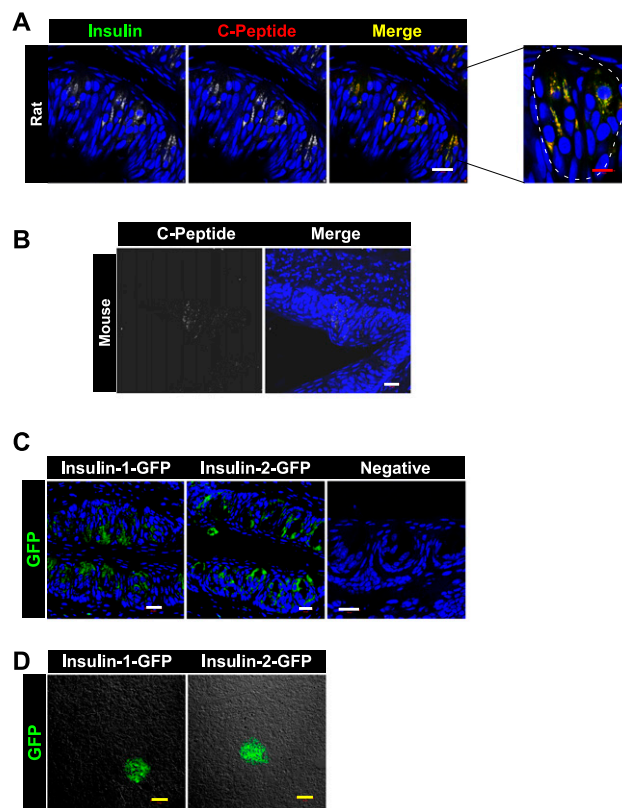 A
Insulin C-Peptide Merge
Rat
B
C-Peptide Merge
Mouse
C
Insulin-1-GFP Insulin-2-GFP Negative
GFP
D
Insulin-1-GFP Insulin-2-GFP
GFP